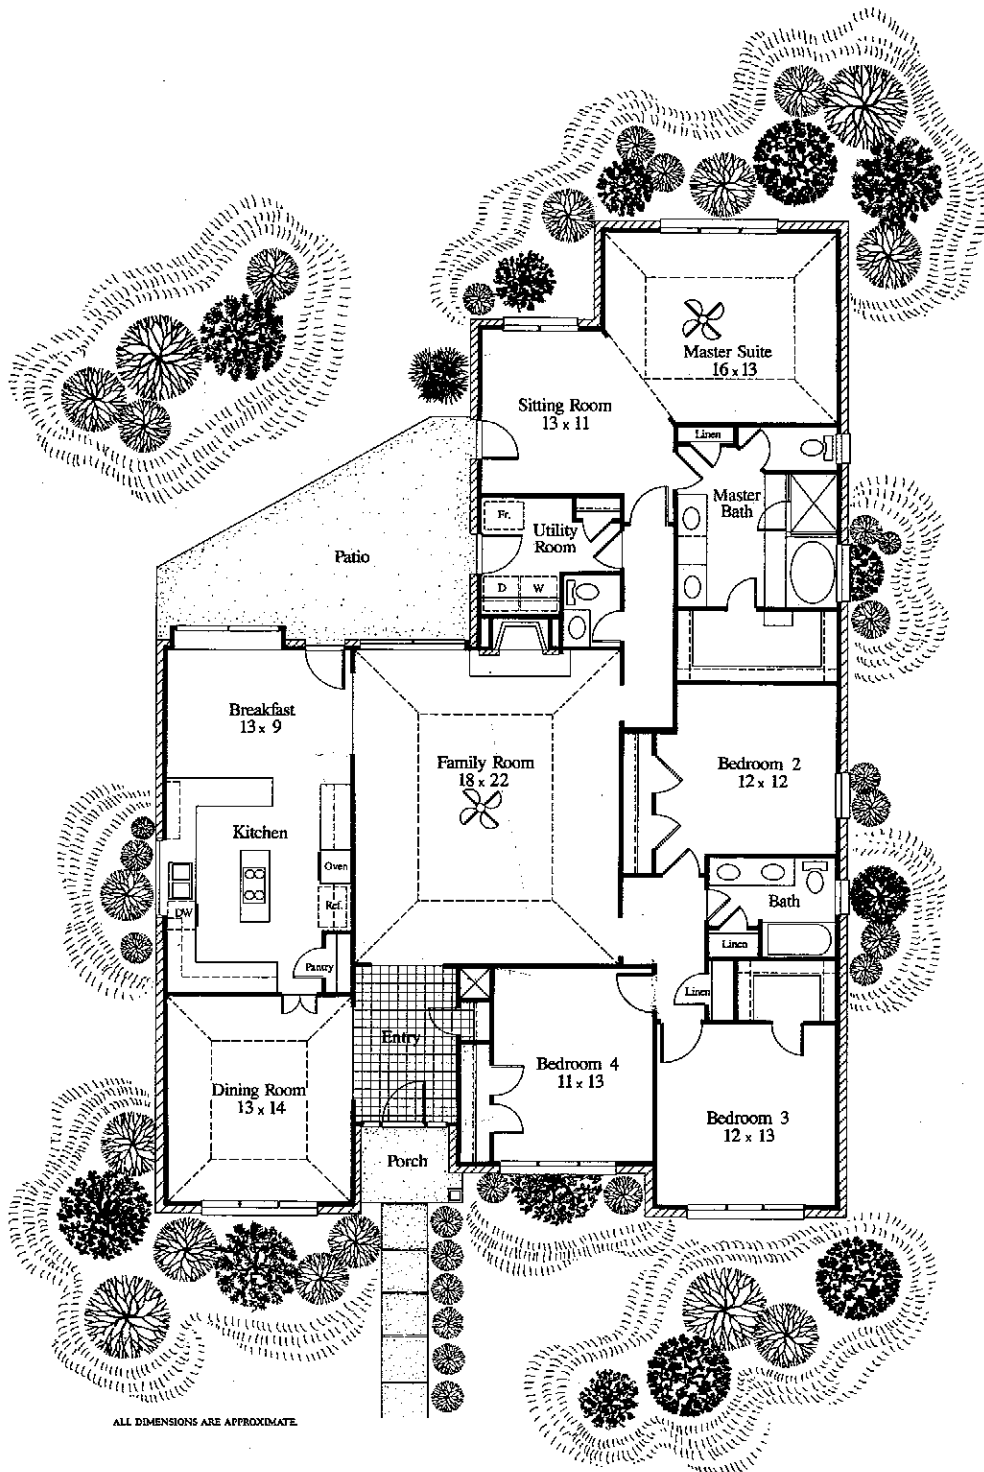 Master Suite
16 x 13
Sitting Room
13 x 11
Linen
Master
Bath
Fr.
Utility
Room
D
W
Patio
Breakfast
13 x 9
Family Room
18 x 22
Bedroom 2
12 x 12
Kitchen
Oven
Ref.
DW
Bath
Linen
Pantry
Linen
Entry
Bedroom 4
11 x 13
Dining Room
13 x 14
Bedroom 3
12 x 13
Porch
ALL DIMENSIONS ARE APPROXIMATE.